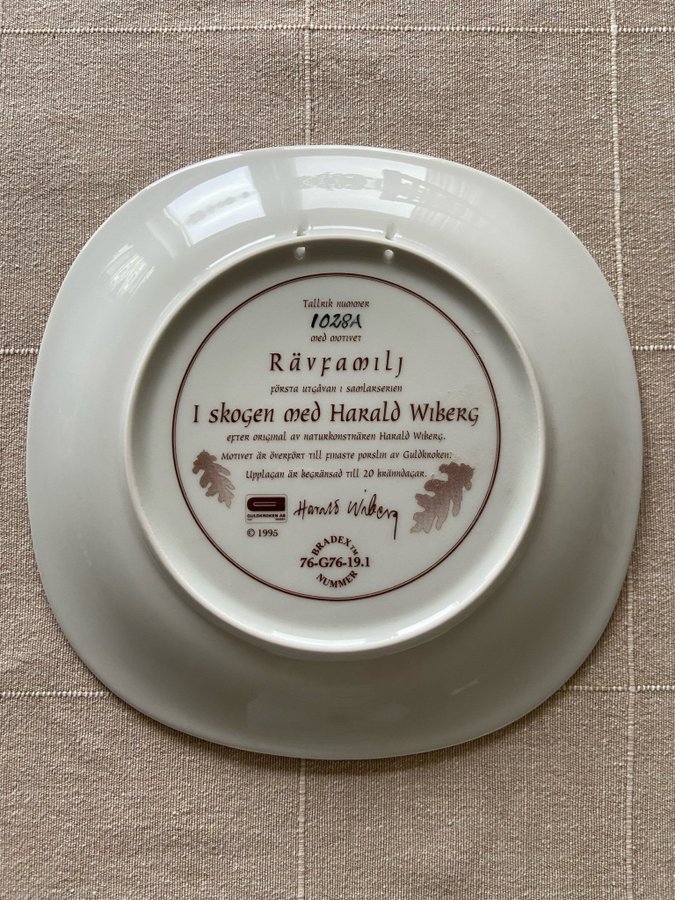 Tallrik nummer
1028A
med motivet
Rävfamilj
första utgåvan i samlarserien
I skogen med Harald Wiberg
efter original av naturkonstnären Harald Wiberg.
Motivet är överfört till finaste porslin av Guldkroken.
Upplagan är begränsad till 20 bränndagar.
GULDKROKEN AB
Harald Wiberg
© 1995
BRADEX™
76-G76-19.1
NUMMER